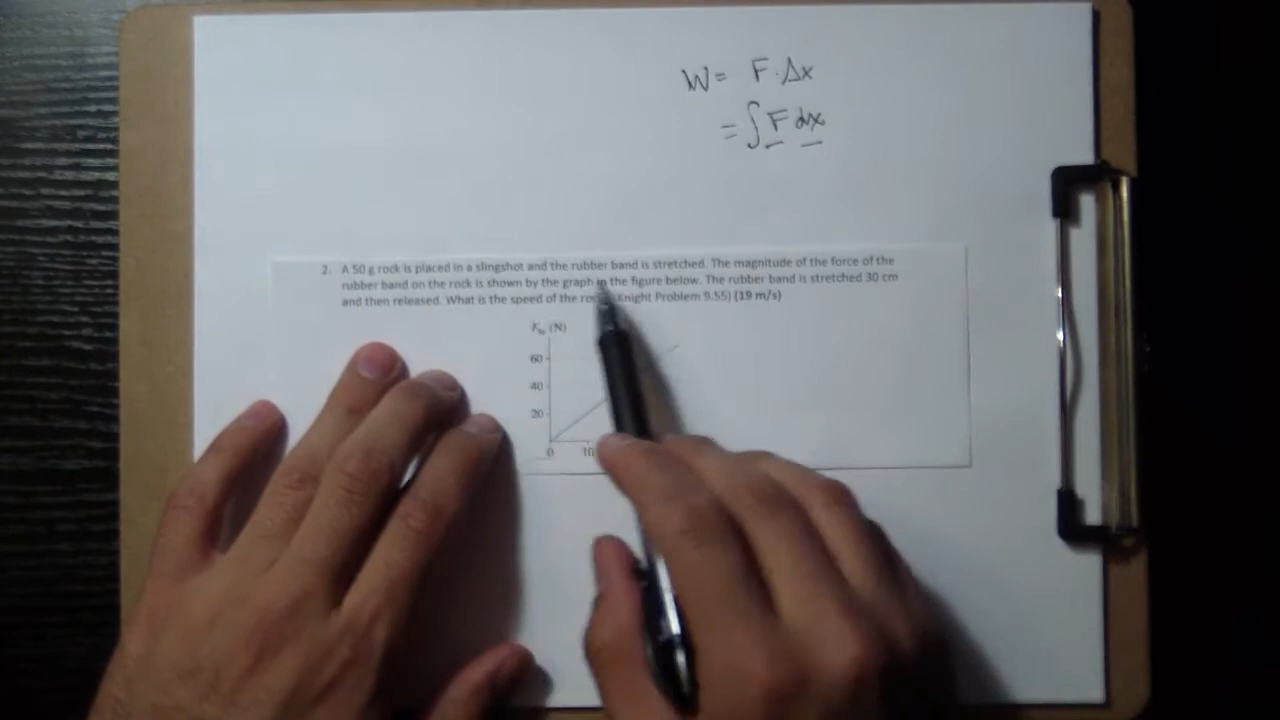 W = F · Δx
= ∫ F dx
2. A 50 g rock is placed in a slingshot and the rubber band is stretched. The magnitude of the force of the
rubber band on the rock is shown by the graph in the figure below. The rubber band is stretched 30 cm
and then released. What is the speed of the Knight Problem 9.55) (19 m/s)
(N)
60
40
20
0 10